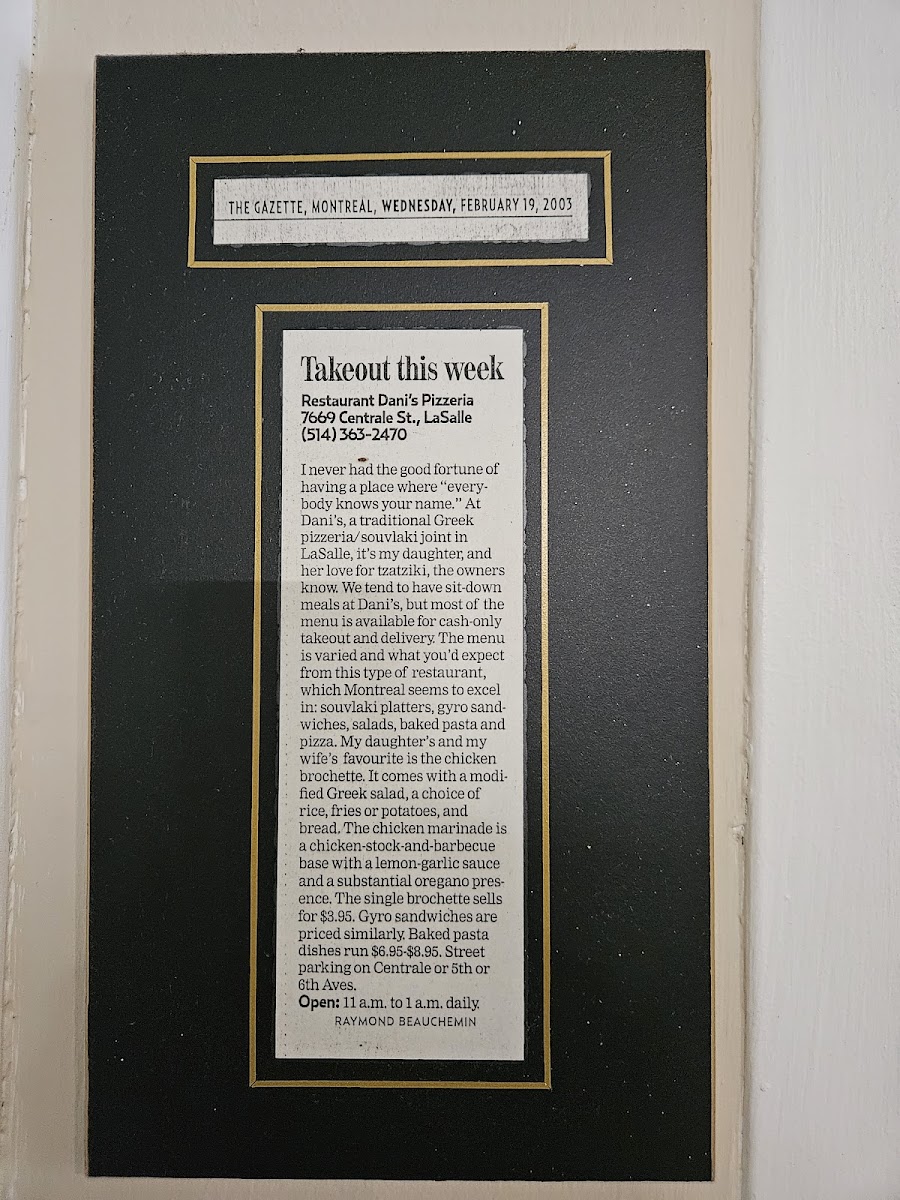 THE GAZETTE, MONTREAL, WEDNESDAY, FEBRUARY 19, 2003
Takeout this week
Restaurant Dani's Pizzeria
7669 Centrale St., LaSalle
(514) 363-2470
I never had the good fortune of
having a place where “every-
body knows your name.” At
Dani's, a traditional Greek
pizzeria/souvlaki joint in
LaSalle, it's my daughter, and
her love for tzatziki, the owners
know. We tend to have sit-down
meals at Dani's, but most of the
menu is available for cash-only
takeout and delivery. The menu
is varied and what you'd expect
from this type of restaurant,
which Montreal seems to excel
in: souvlaki platters, gyro sand-
wiches, salads, baked pasta and
pizza. My daughter's and my
wife's favourite is the chicken
brochette. It comes with a modi-
fied Greek salad, a choice of
rice, fries or potatoes, and
bread. The chicken marinade is
a chicken-stock-and-barbecue
base with a lemon-garlic sauce
and a substantial oregano pres-
ence. The single brochette sells
for $3.95. Gyro sandwiches are
priced similarly. Baked pasta
dishes run $6.95-$8.95. Street
parking on Centrale or 5th or
6th Aves.
Open: 11 a.m. to 1 a.m. daily.
RAYMOND BEAUCHEMIN